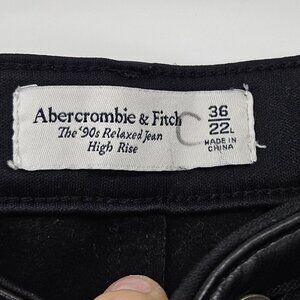 Abercrombie & Fitch
The '90s Relaxed Jean
High Rise
C
36
22L
MADE IN
CHINA